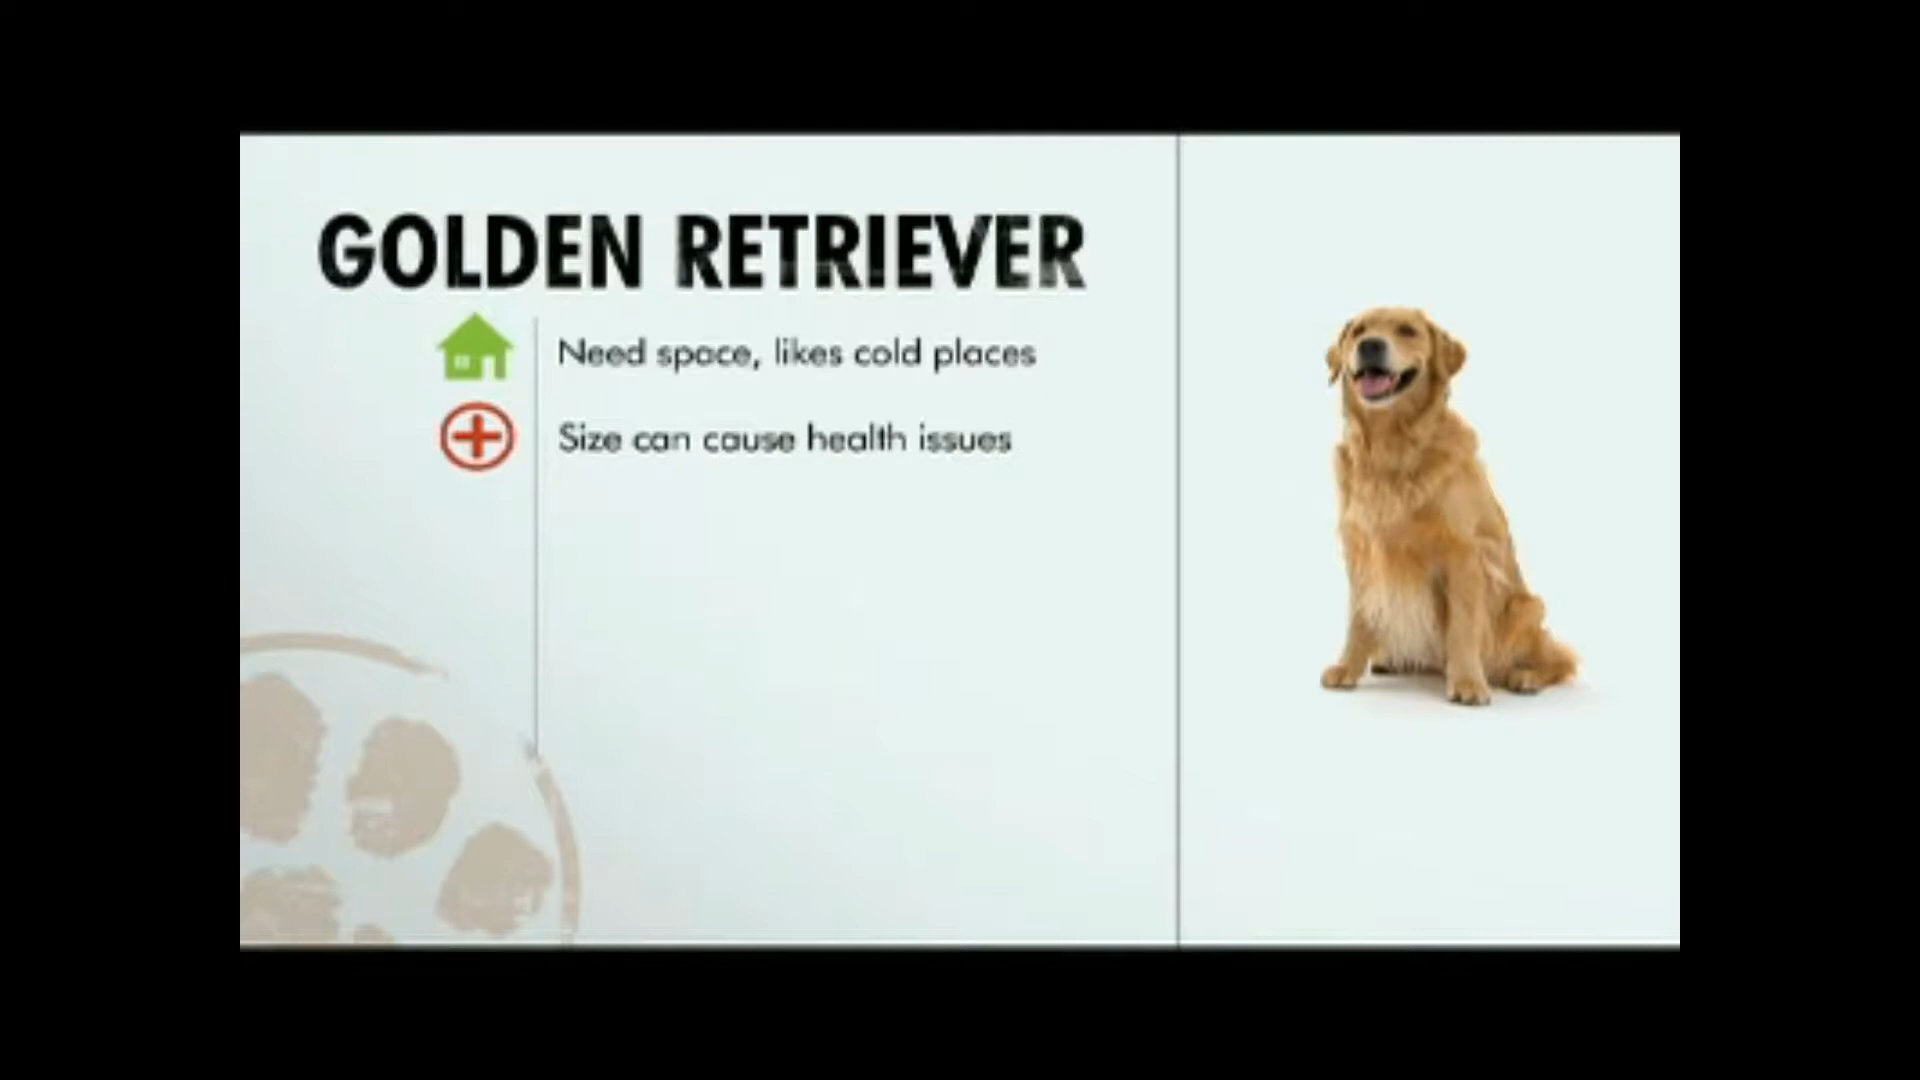 GOLDEN RETRIEVER
Need space, likes cold places
Size can cause health issues